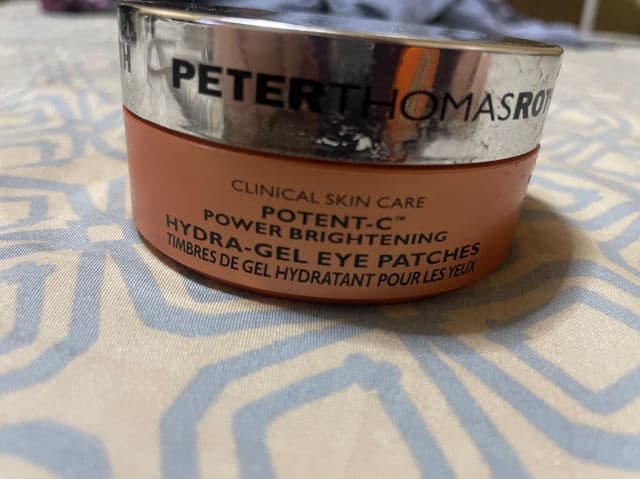 PETERTHOMASROT
CLINICAL SKIN CARE
POTENT-C™
POWER BRIGHTENING
HYDRA-GEL EYE PATCHES
TIMBRES DE GEL HYDRATANT POUR LES YEUX